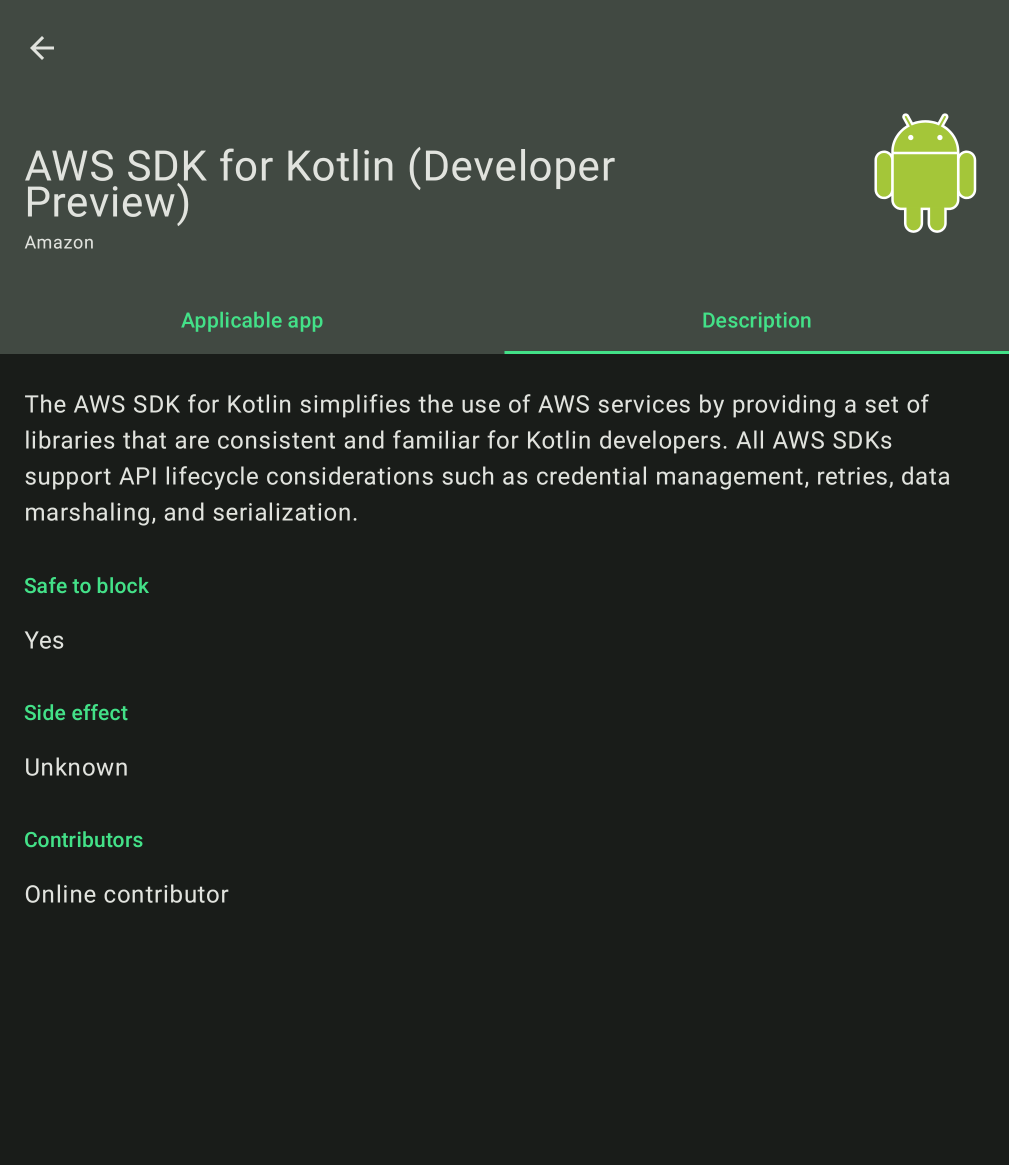 AWS SDK for Kotlin (Developer
Preview)
Amazon
Applicable app
Description
The AWS SDK for Kotlin simplifies the use of AWS services by providing a set of
libraries that are consistent and familiar for Kotlin developers. All AWS SDKs
support API lifecycle considerations such as credential management, retries, data
marshaling, and serialization.
Safe to block
Yes
Side effect
Unknown
Contributors
Online contributor